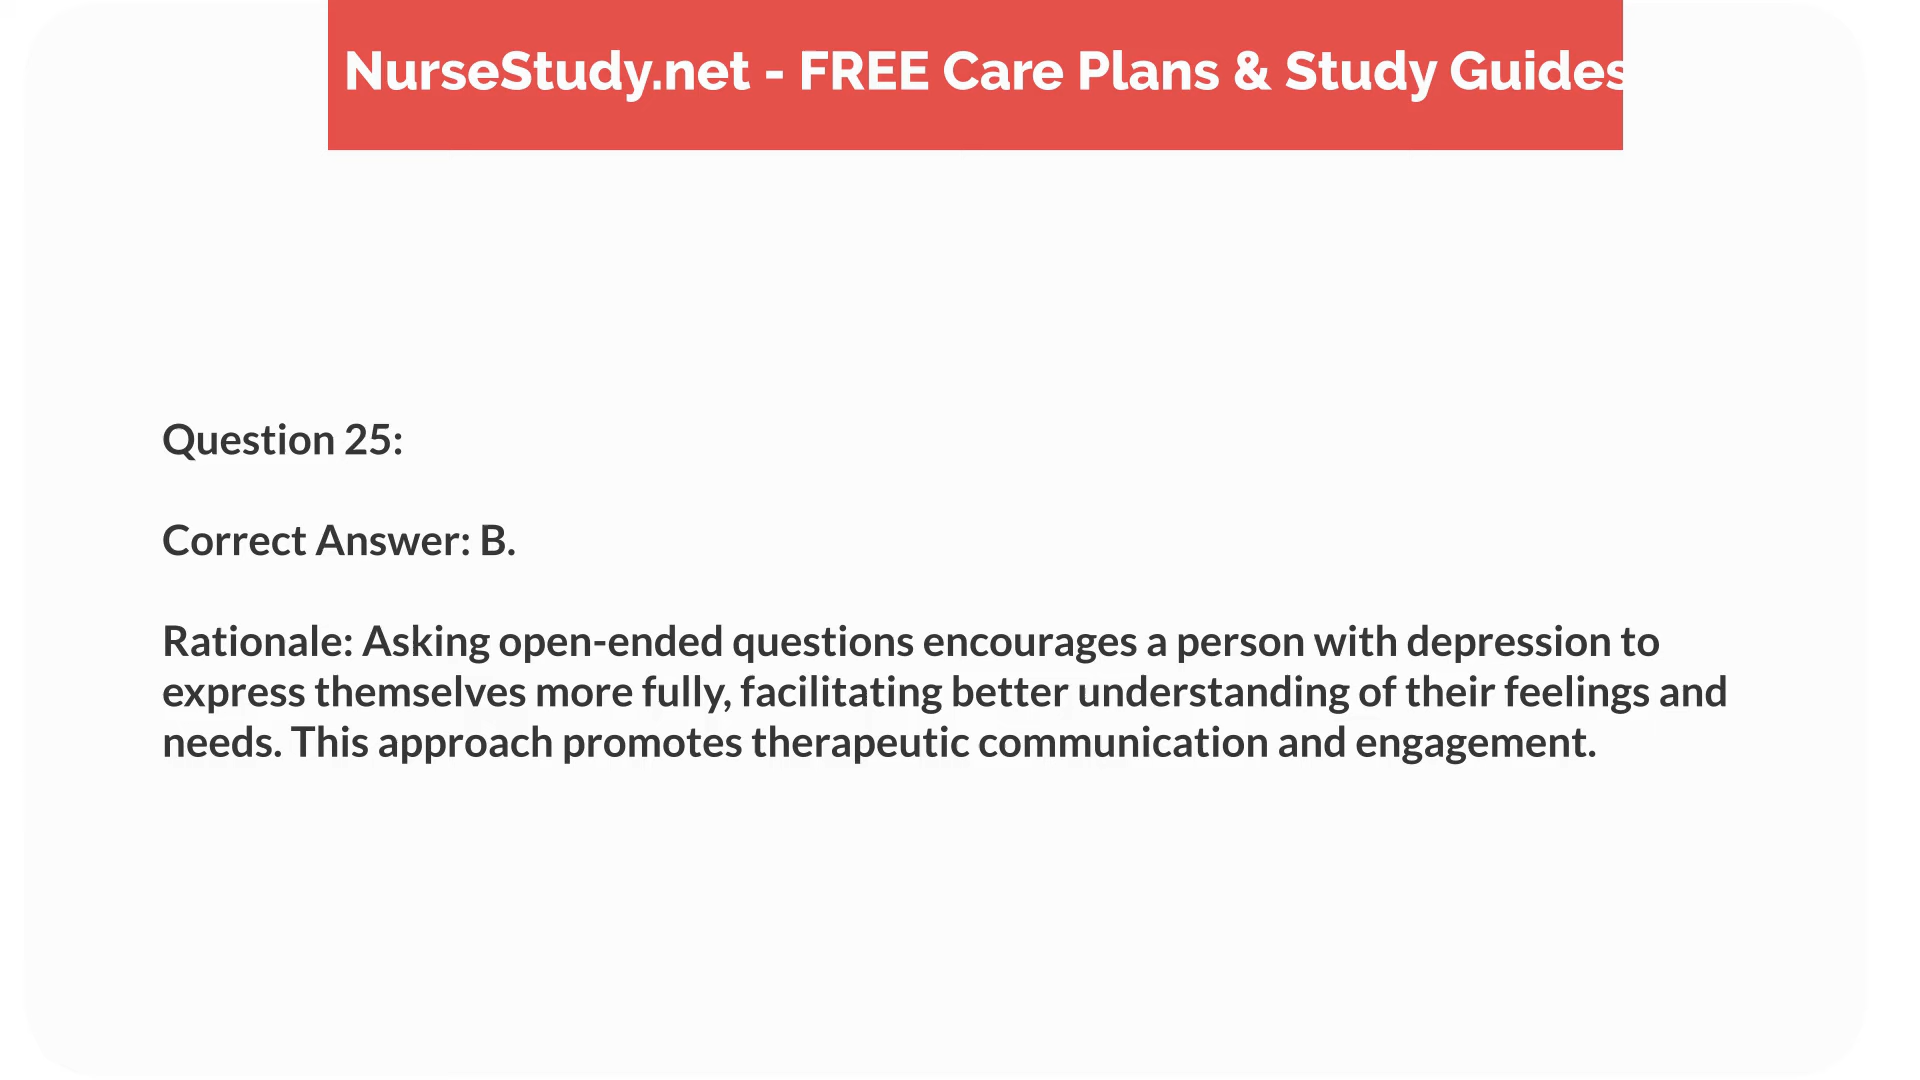 NurseStudy.net - FREE Care Plans & Study Guides
Question 25:
Correct Answer: B.
Rationale: Asking open-ended questions encourages a person with depression to
express themselves more fully, facilitating better understanding of their feelings and
needs. This approach promotes therapeutic communication and engagement.